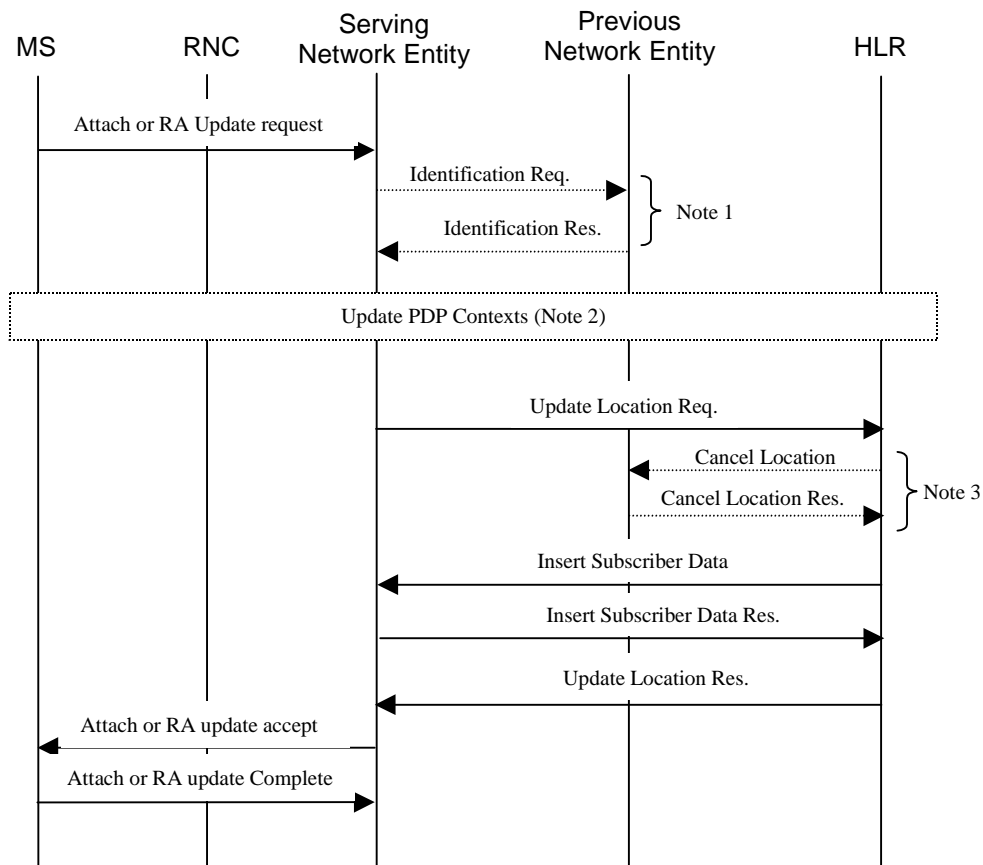 MS
RNC
Serving
Network Entity
Previous
Network Entity
HLR
Attach or RA Update request
Identification Req.
Note 1
Identification Res.
Update PDP Contexts (Note 2)
Update Location Req.
Cancel Location
Note 3
Cancel Location Res.
Insert Subscriber Data
Insert Subscriber Data Res.
Update Location Res.
Attach or RA update accept
Attach or RA update Complete